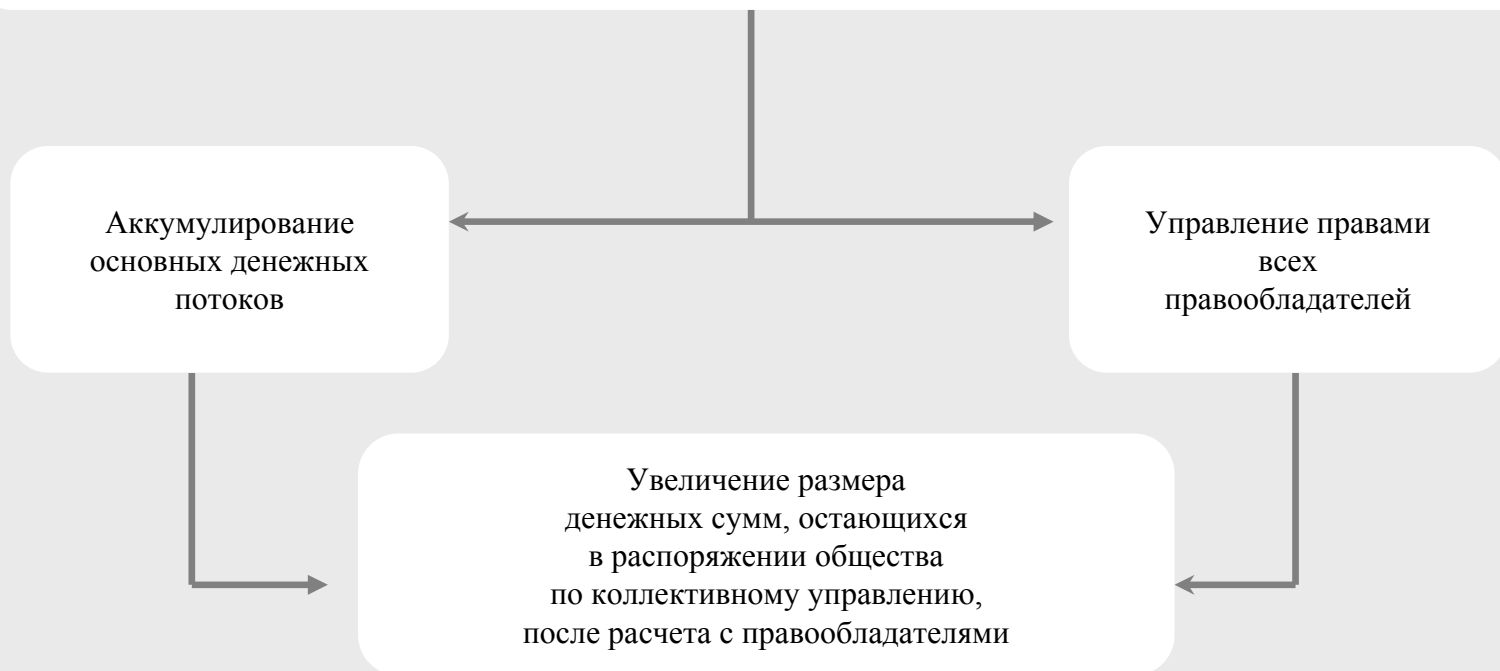 Аккумулирование
основных денежных
потоков
Управление правами
всех
правообладателей
Увеличение размера
денежных сумм, остающихся
в распоряжении общества
по коллективному управлению,
после расчета с правообладателями